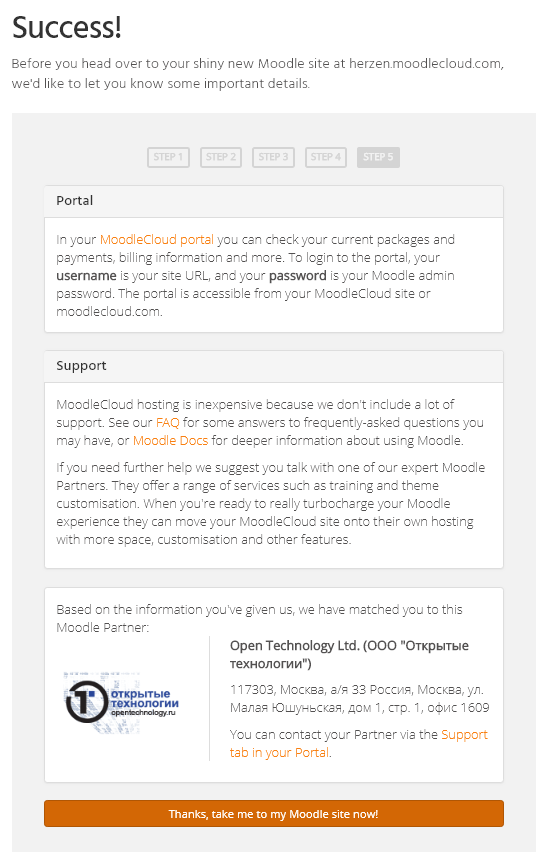 Success!
Before you head over to your shiny new Moodle site at herzen.moodlecloud.com,
we'd like to let you know some important details.
STEP 1 STEP 2 STEP 3 STEP 4 STEP 5
Portal
In your MoodleCloud portal you can check your current packages and
payments, billing information and more. To login to the portal, your
username is your site URL, and your password is your Moodle admin
password. The portal is accessible from your MoodleCloud site or
moodlecloud.com.
Support
MoodleCloud hosting is inexpensive because we don't include a lot of
support. See our FAQ for some answers to frequently-asked questions you
may have, or Moodle Docs for deeper information about using Moodle.
If you need further help we suggest you talk with one of our expert Moodle
Partners. They offer a range of services such as training and theme
customisation. When you're ready to really turbocharge your Moodle
experience they can move your MoodleCloud site onto their own hosting
with more space, customisation and other features.
Based on the information you've given us, we have matched you to this
Moodle Partner:
открытые
технологии
opentechnology.ru
Open Technology Ltd. (ООО "Открытые
технологии")
117303, Москва, а/я 33 Россия, Москва, ул.
Малая Юшуньская, дом 1, стр. 1, офис 1609
You can contact your Partner via the Support
tab in your Portal.
Thanks, take me to my Moodle site now!